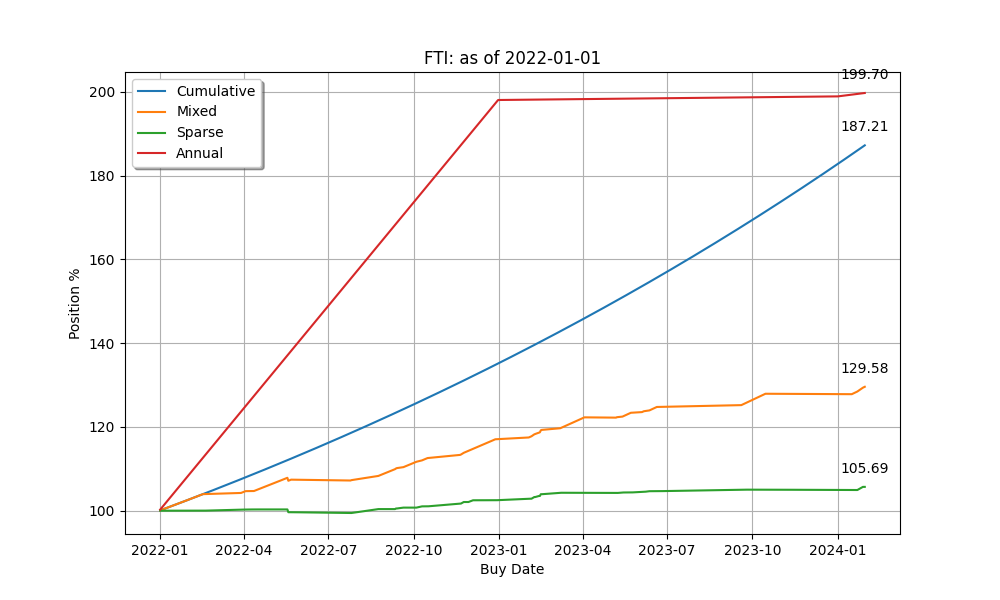 FTI: as of 2022-01-01
199.70
200
Cumulative
Mixed
Sparse
Annual
187.21
180
160
Position %
140
129.58
120
105.69
100
2022-01 2022-04 2022-07 2022-10 2023-01 2023-04 2023-07 2023-10 2024-01
Buy Date